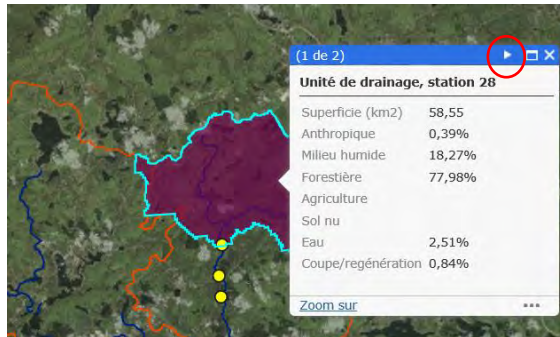 (1 de 2)
Unité de drainage, station 28
Superficie (km2) 58,55
Anthropique 0,39%
Milieu humide 18,27%
Forestière 77,98%
Agriculture
Sol nu
Eau 2,51%
Coupe/regénération 0,84%
Zoom sur